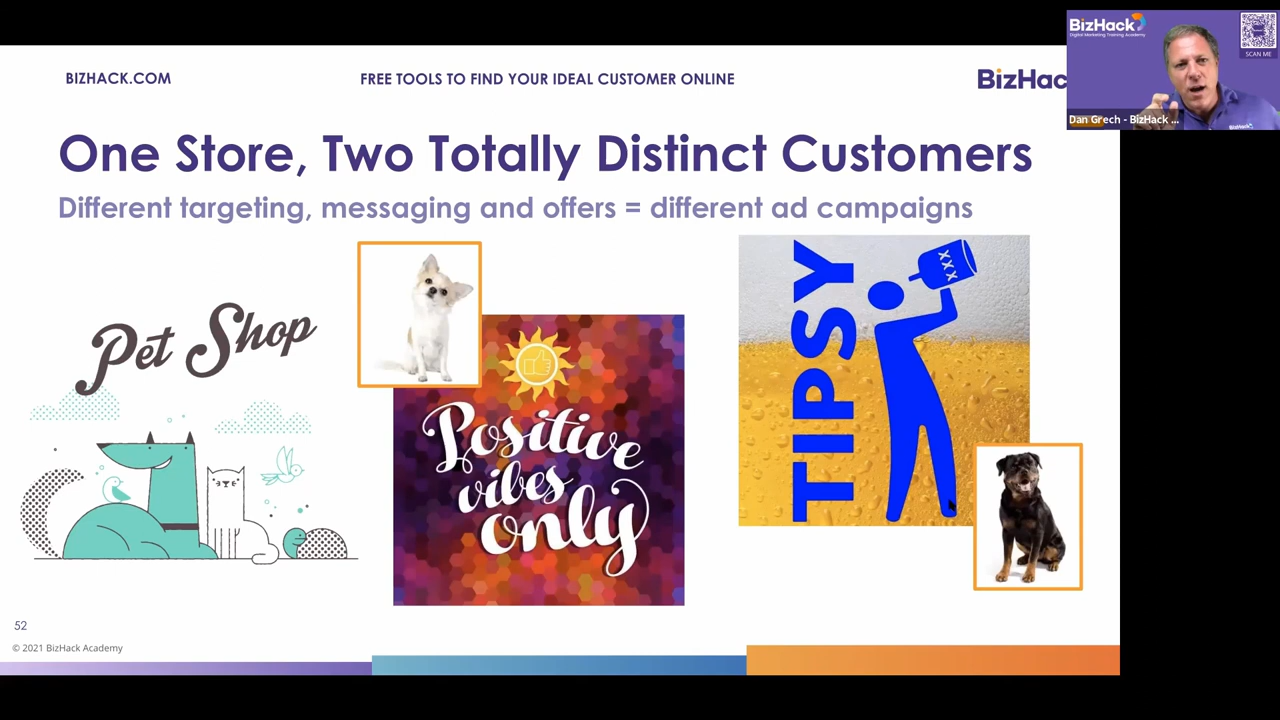 BIZHACK.COM
FREE TOOLS TO FIND YOUR IDEAL CUSTOMER ONLINE
BizHac
BizHack
Digital Marketing Training Academy
SCAN ME
BizHack
Dan Grech - BizHack ...
One Store, Two Totally Distinct Customers
Different targeting, messaging and offers = different ad campaigns
Pet Shop
Positive
vibes
only
TIPSY
XXX
52
© 2021 BizHack Academy